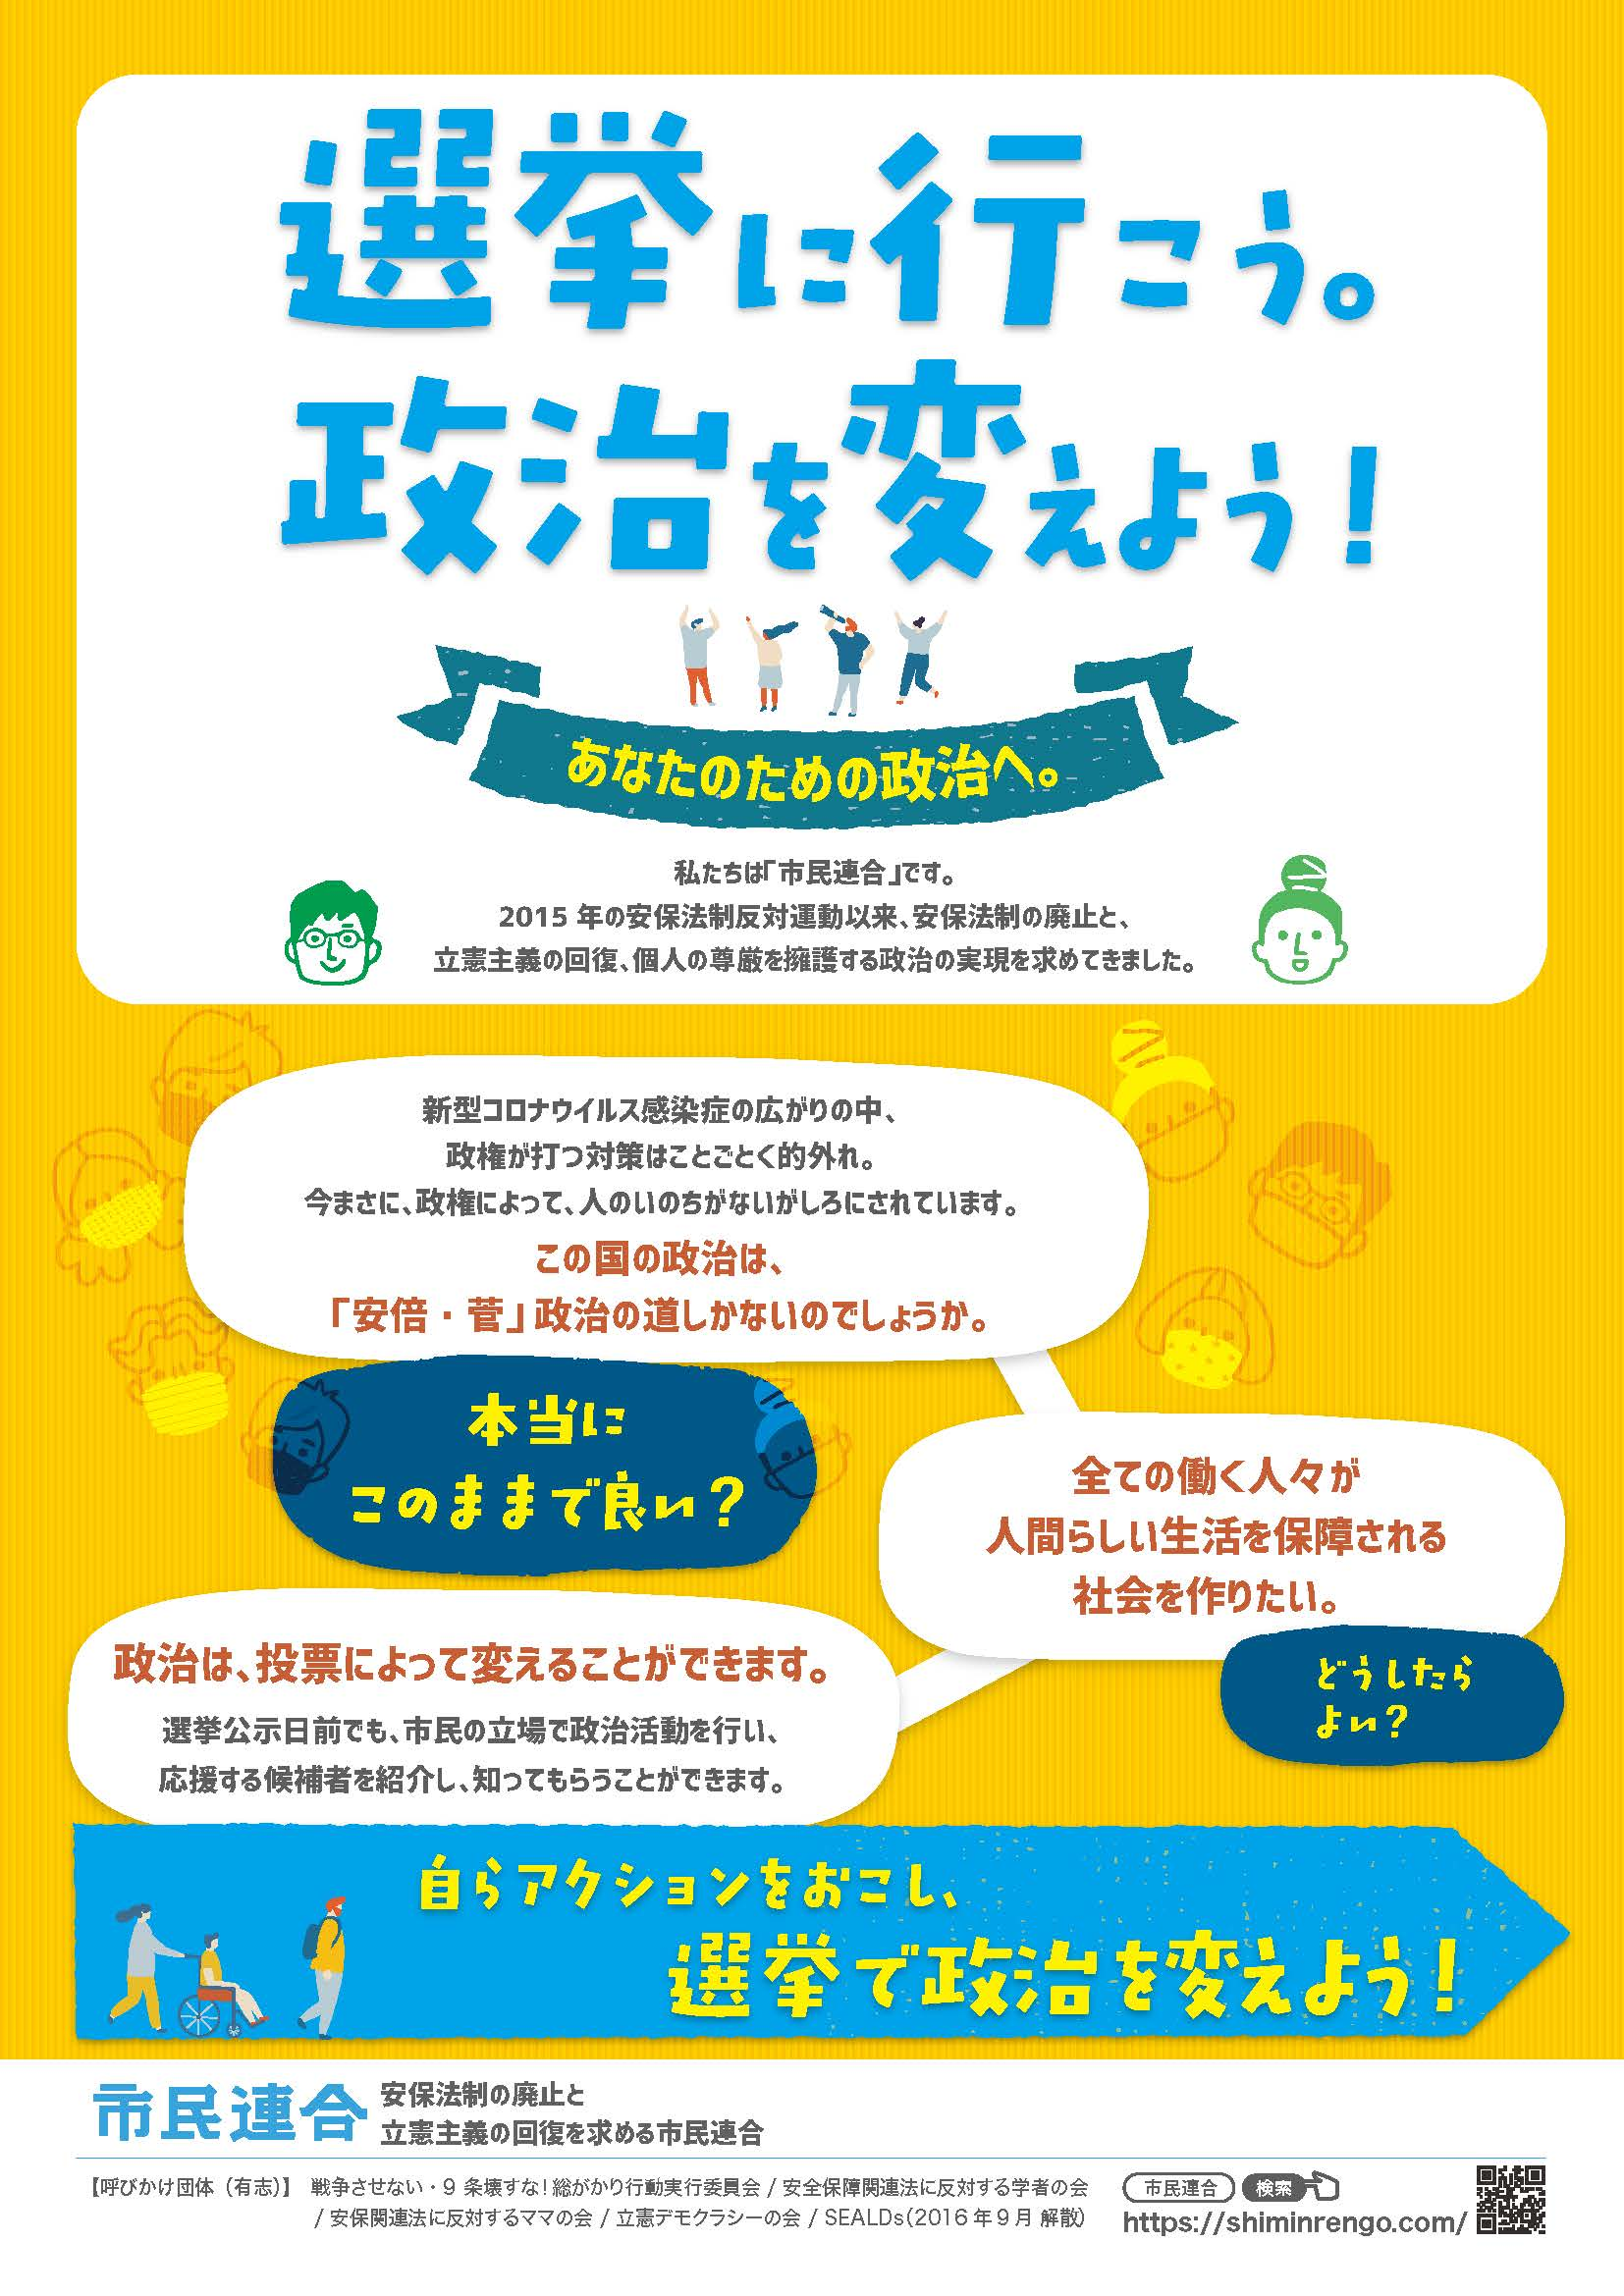 選挙に行こう。
政治を変えよう！
あなたのための政治へ。
私たちは「市民連合」です。
2015 年の安保法制反対運動以来、安保法制の廃止と、
立憲主義の回復、個人の尊厳を擁護する政治の実現を求めてきました。
新型コロナウイルス感染症の広がりの中、
政権が打つ対策はことごとく的外れ。
今まさに、政権によって、人のいのちがないがしろにされています。
この国の政治は、
「安倍・菅」政治の道しかないのでしょうか。
本当に
このままで良い？
全ての働く人々が
人間らしい生活を保障される
社会を作りたい。
どうしたら
よい？
政治は、投票によって変えることができます。
選挙公示日前でも、市民の立場で政治活動を行い、
応援する候補者を紹介し、知ってもらうことができます。
自らアクションをおこし、
選挙で政治を変えよう！
市民連合
安保法制の廃止と
立憲主義の回復を求める市民連合
【呼びかけ団体（有志）】 戦争させない・9 条壊すな！総がかり行動実行委員会 / 安全保障関連法に反対する学者の会
/ 安保関連法に反対するママの会 / 立憲デモクラシーの会 / SEALDs（2016 年 9 月 解散）
市民連合 検索
https://shiminrengo.com/